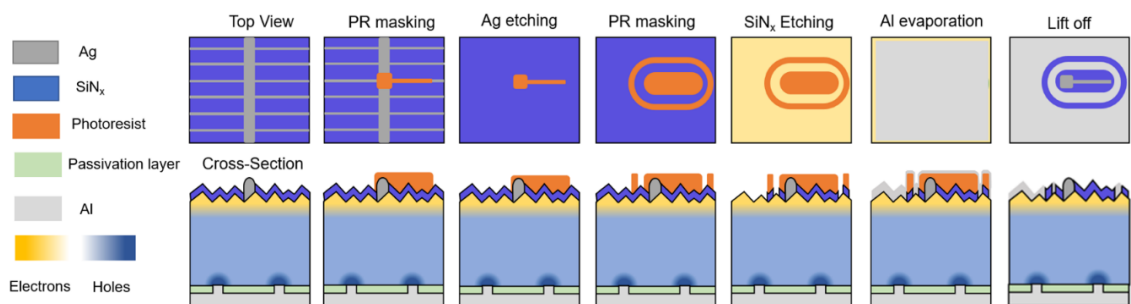 Top View
PR masking
Ag etching
PR masking
SiNx Etching
Al evaporation
Lift off
Ag
SiNx
Photoresist
Passivation layer
Al
Electrons
Holes
Cross-Section